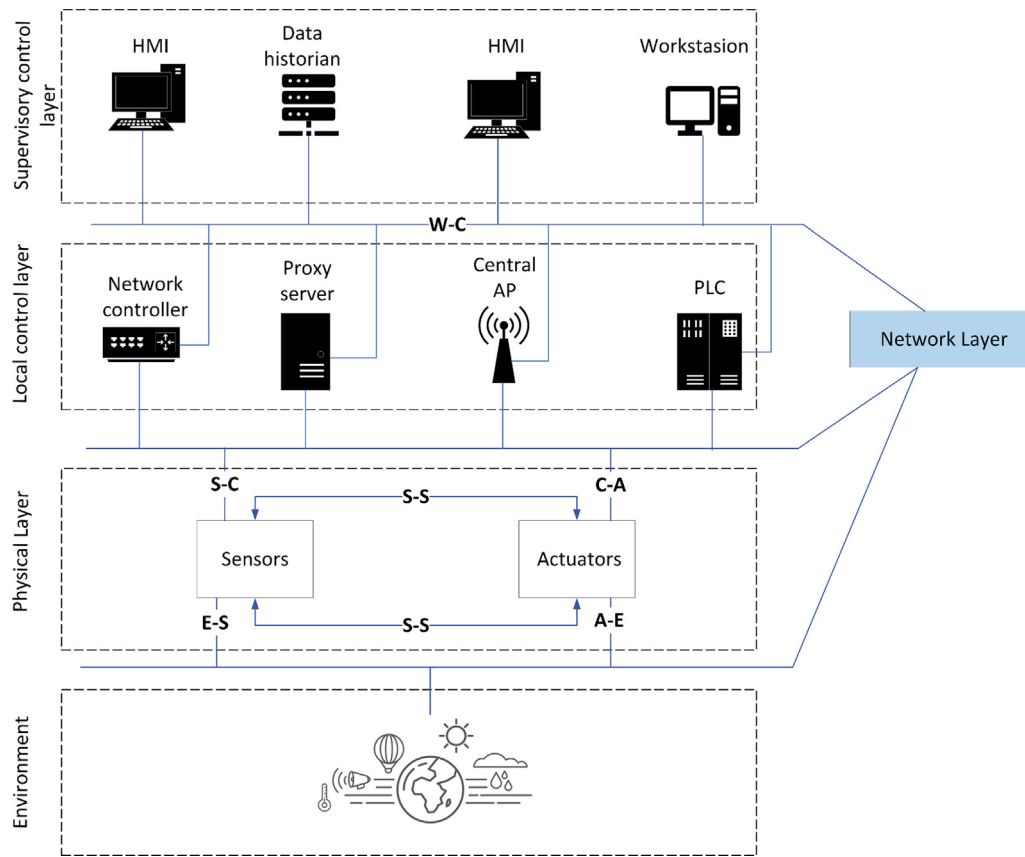 Supervisory control
layer
HMI
Data
historian
HMI
Workstasion
W-C
Local control layer
Network
controller
Proxy
server
Central
AP
PLC
Network Layer
Physical Layer
S-C
S-S
C-A
Sensors
Actuators
E-S
S-S
A-E
Environment